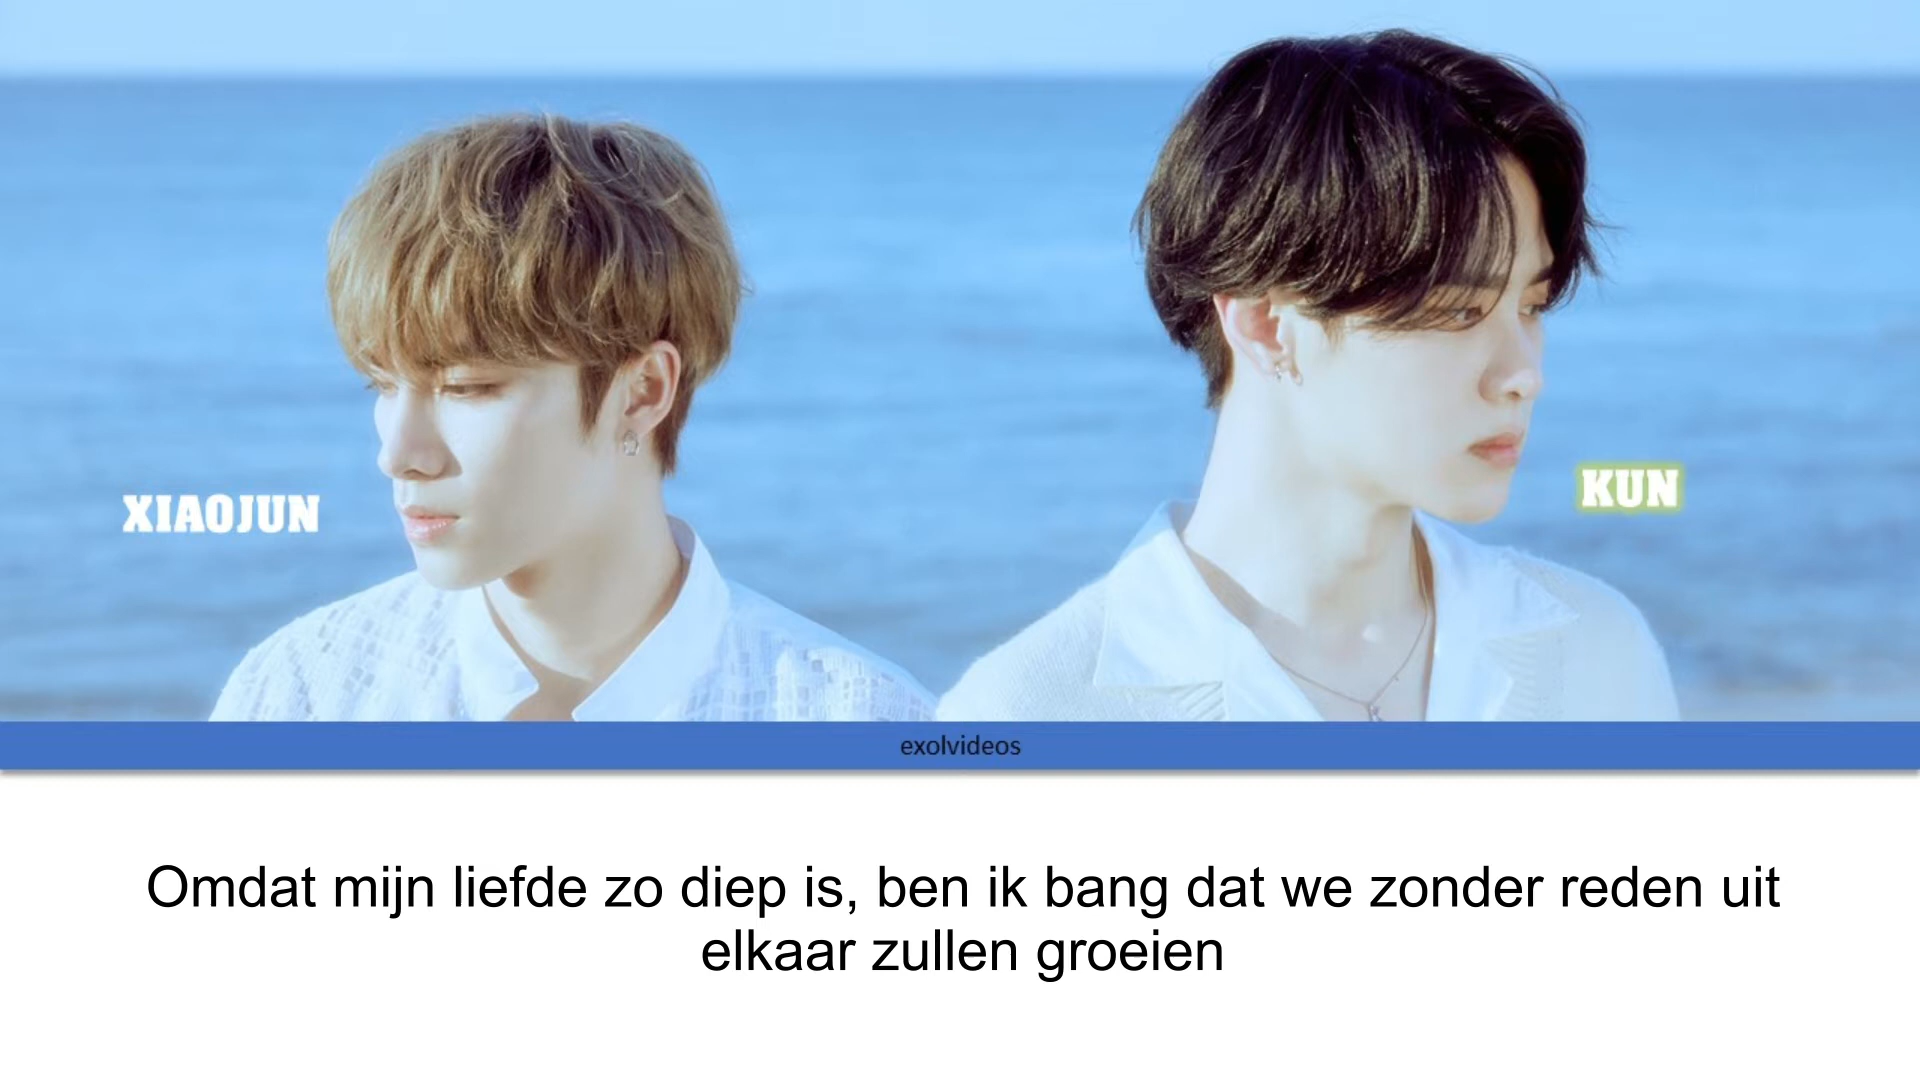 XIAOJUN
KUN
exolvideos
Omdat mijn liefde zo diep is, ben ik bang dat we zonder reden uit
elkaar zullen groeien